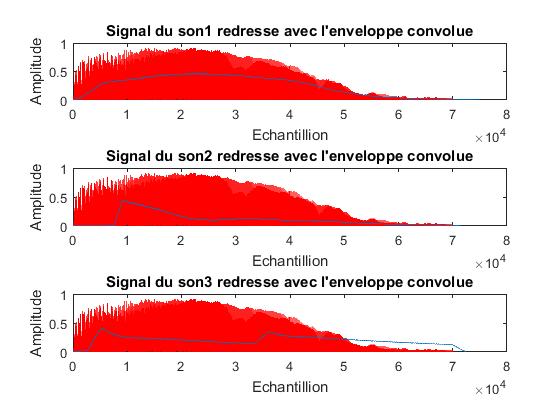 Signal du son1 redresse avec l'enveloppe convolue
Amplitude
1
0.5
0
0 1 2 3 4 5 6 7 8
Echantillion
×10^4
Signal du son2 redresse avec l'enveloppe convolue
Amplitude
1
0.5
0
0 1 2 3 4 5 6 7 8
Echantillion
×10^4
Signal du son3 redresse avec l'enveloppe convolue
Amplitude
1
0.5
0
0 1 2 3 4 5 6 7 8
Echantillion
×10^4